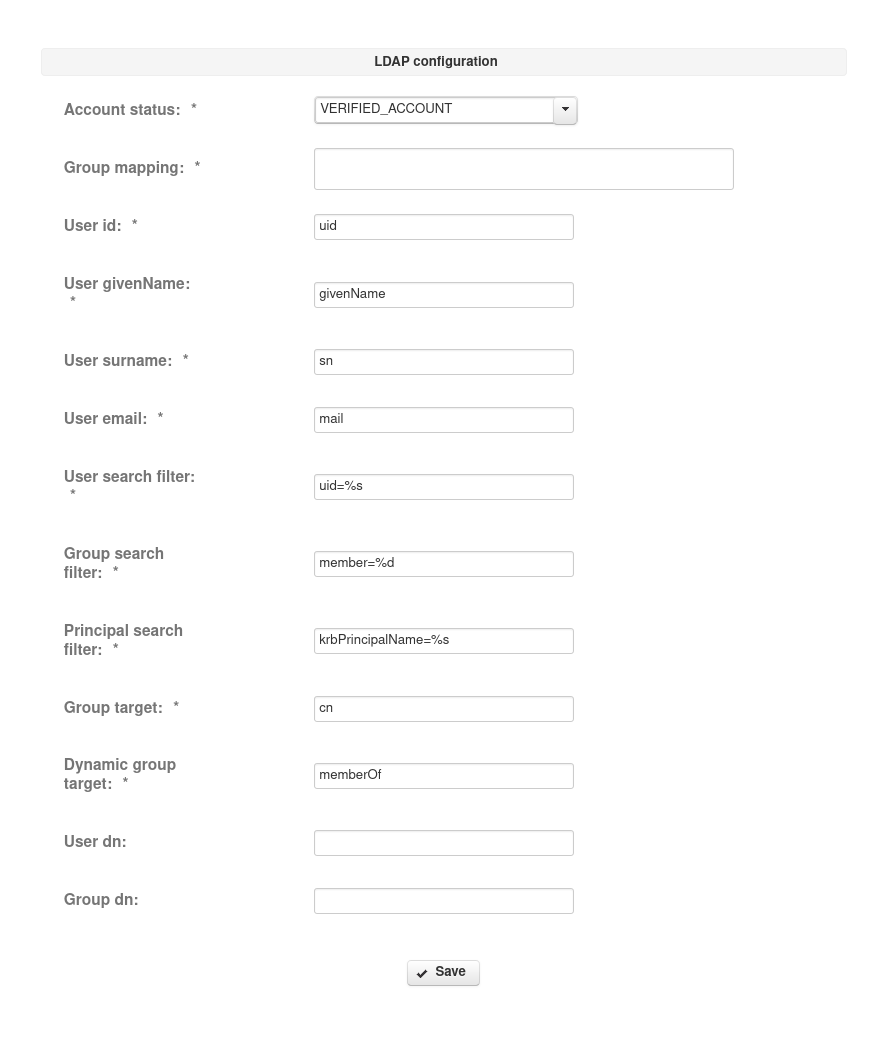 LDAP configuration
Account status: * VERIFIED_ACCOUNT
Group mapping: *
User id: * uid
User givenName:
* givenName
User surname: * sn
User email: * mail
User search filter:
* uid=%s
Group search
filter: * member=%d
Principal search
filter: * krbPrincipalName=%s
Group target: * cn
Dynamic group
target: * memberOf
User dn:
Group dn:
Save